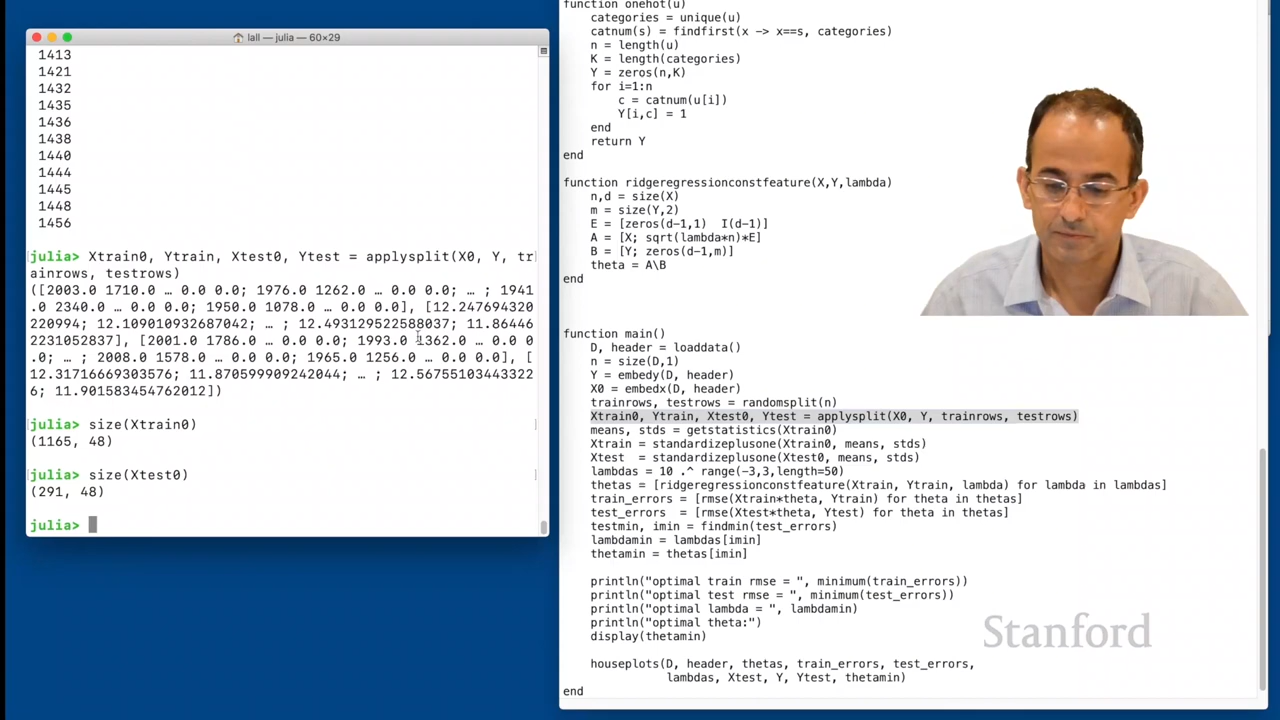 lall — julia — 60×29
1413
1421
1432
1435
1436
1438
1440
1444
1445
1448
1456
julia> Xtrain0, Ytrain, Xtest0, Ytest = applysplit(X0, Y, tr
ainrows, testrows)
([2003.0 1710.0 … 0.0 0.0; 1976.0 1262.0 … 0.0 0.0; … ; 1941
.0 2340.0 … 0.0 0.0; 1950.0 1078.0 … 0.0 0.0], [12.247694320
220994; 12.109010932687042; … ; 12.493129522588037; 11.86446
2231052837], [2001.0 1786.0 … 0.0 0.0; 1993.0 1362.0 … 0.0 0
.0; … ; 2008.0 1578.0 … 0.0 0.0; 1965.0 1256.0 … 0.0 0.0], [
12.31716669303576; 11.870599909242044; … ; 12.56755103443322
6; 11.901583454762012])
julia> size(Xtrain0)
(1165, 48)
julia> size(Xtest0)
(291, 48)
julia>
function onehot(u)
categories = unique(u)
catnum(s) = findfirst(x -> x==s, categories)
n = length(u)
K = length(categories)
Y = zeros(n,K)
for i=1:n
c = catnum(u[i])
Y[i,c] = 1
end
return Y
end
function ridgeregressionconstfeature(X,Y,lambda)
n,d = size(X)
m = size(Y,2)
E = [zeros(d-1,1)  I(d-1)]
A = [X; sqrt(lambda*n)*E]
B = [Y; zeros(d-1,m)]
theta = A\B
end
function main()
D, header = loaddata()
n = size(D,1)
Y = embedy(D, header)
X0 = embedx(D, header)
trainrows, testrows = randomsplit(n)
Xtrain0, Ytrain, Xtest0, Ytest = applysplit(X0, Y, trainrows, testrows)
means, stds = getstatistics(Xtrain0)
Xtrain = standardizeplusone(Xtrain0, means, stds)
Xtest  = standardizeplusone(Xtest0, means, stds)
lambdas = 10 .^ range(-3,3,length=50)
thetas = [ridgeregressionconstfeature(Xtrain, Ytrain, lambda) for lambda in lambdas]
train_errors = [rmse(Xtrain*theta, Ytrain) for theta in thetas]
test_errors  = [rmse(Xtest*theta, Ytest) for theta in thetas]
testmin, imin = findmin(test_errors)
lambdamin = lambdas[imin]
thetamin = thetas[imin]
println("optimal train rmse = ", minimum(train_errors))
println("optimal test rmse = ", minimum(test_errors))
println("optimal lambda = ", lambdamin)
println("optimal theta:")
display(thetamin)
houseplots(D, header, thetas, train_errors, test_errors,
lambdas, Xtest, Y, Ytest, thetamin)
end
Stanford